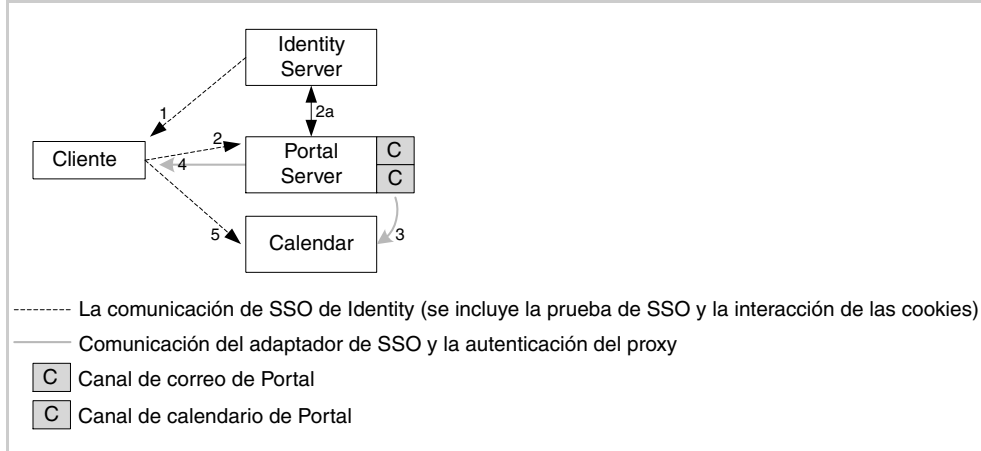 Identity
Server
1
2a
2
Cliente
Portal
Server
C
C
4
5
Calendar
3
La comunicación de SSO de Identity (se incluye la prueba de SSO y la interacción de las cookies)
Comunicación del adaptador de SSO y la autenticación del proxy
C Canal de correo de Portal
C Canal de calendario de Portal